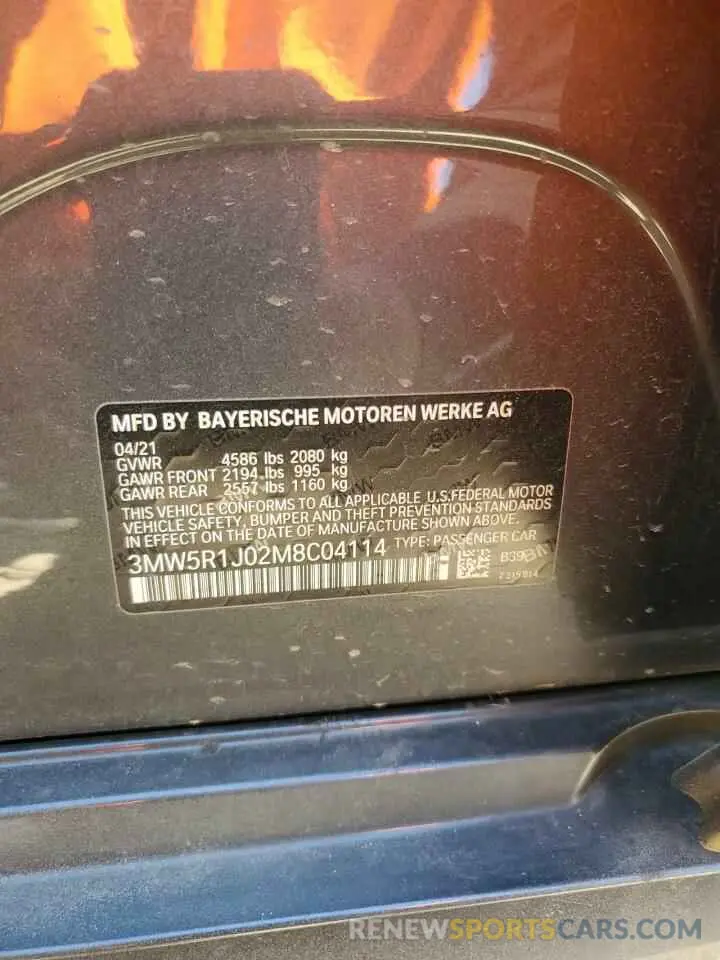 MFD BY BAYERISCHE MOTOREN WERKE AG
04/21
GVWR 4586 lbs 2080 kg
GAWR FRONT 2194 lbs 995 kg
GAWR REAR 2557 lbs 1160 kg
THIS VEHICLE CONFORMS TO ALL APPLICABLE U.S.FEDERAL MOTOR
VEHICLE SAFETY, BUMPER AND THEFT PREVENTION STANDARDS
IN EFFECT ON THE DATE OF MANUFACTURE SHOWN ABOVE.
3MW5R1J02M8C04114 TYPE: PASSENGER CAR
B39
RENEWSPORTSCARS.COM